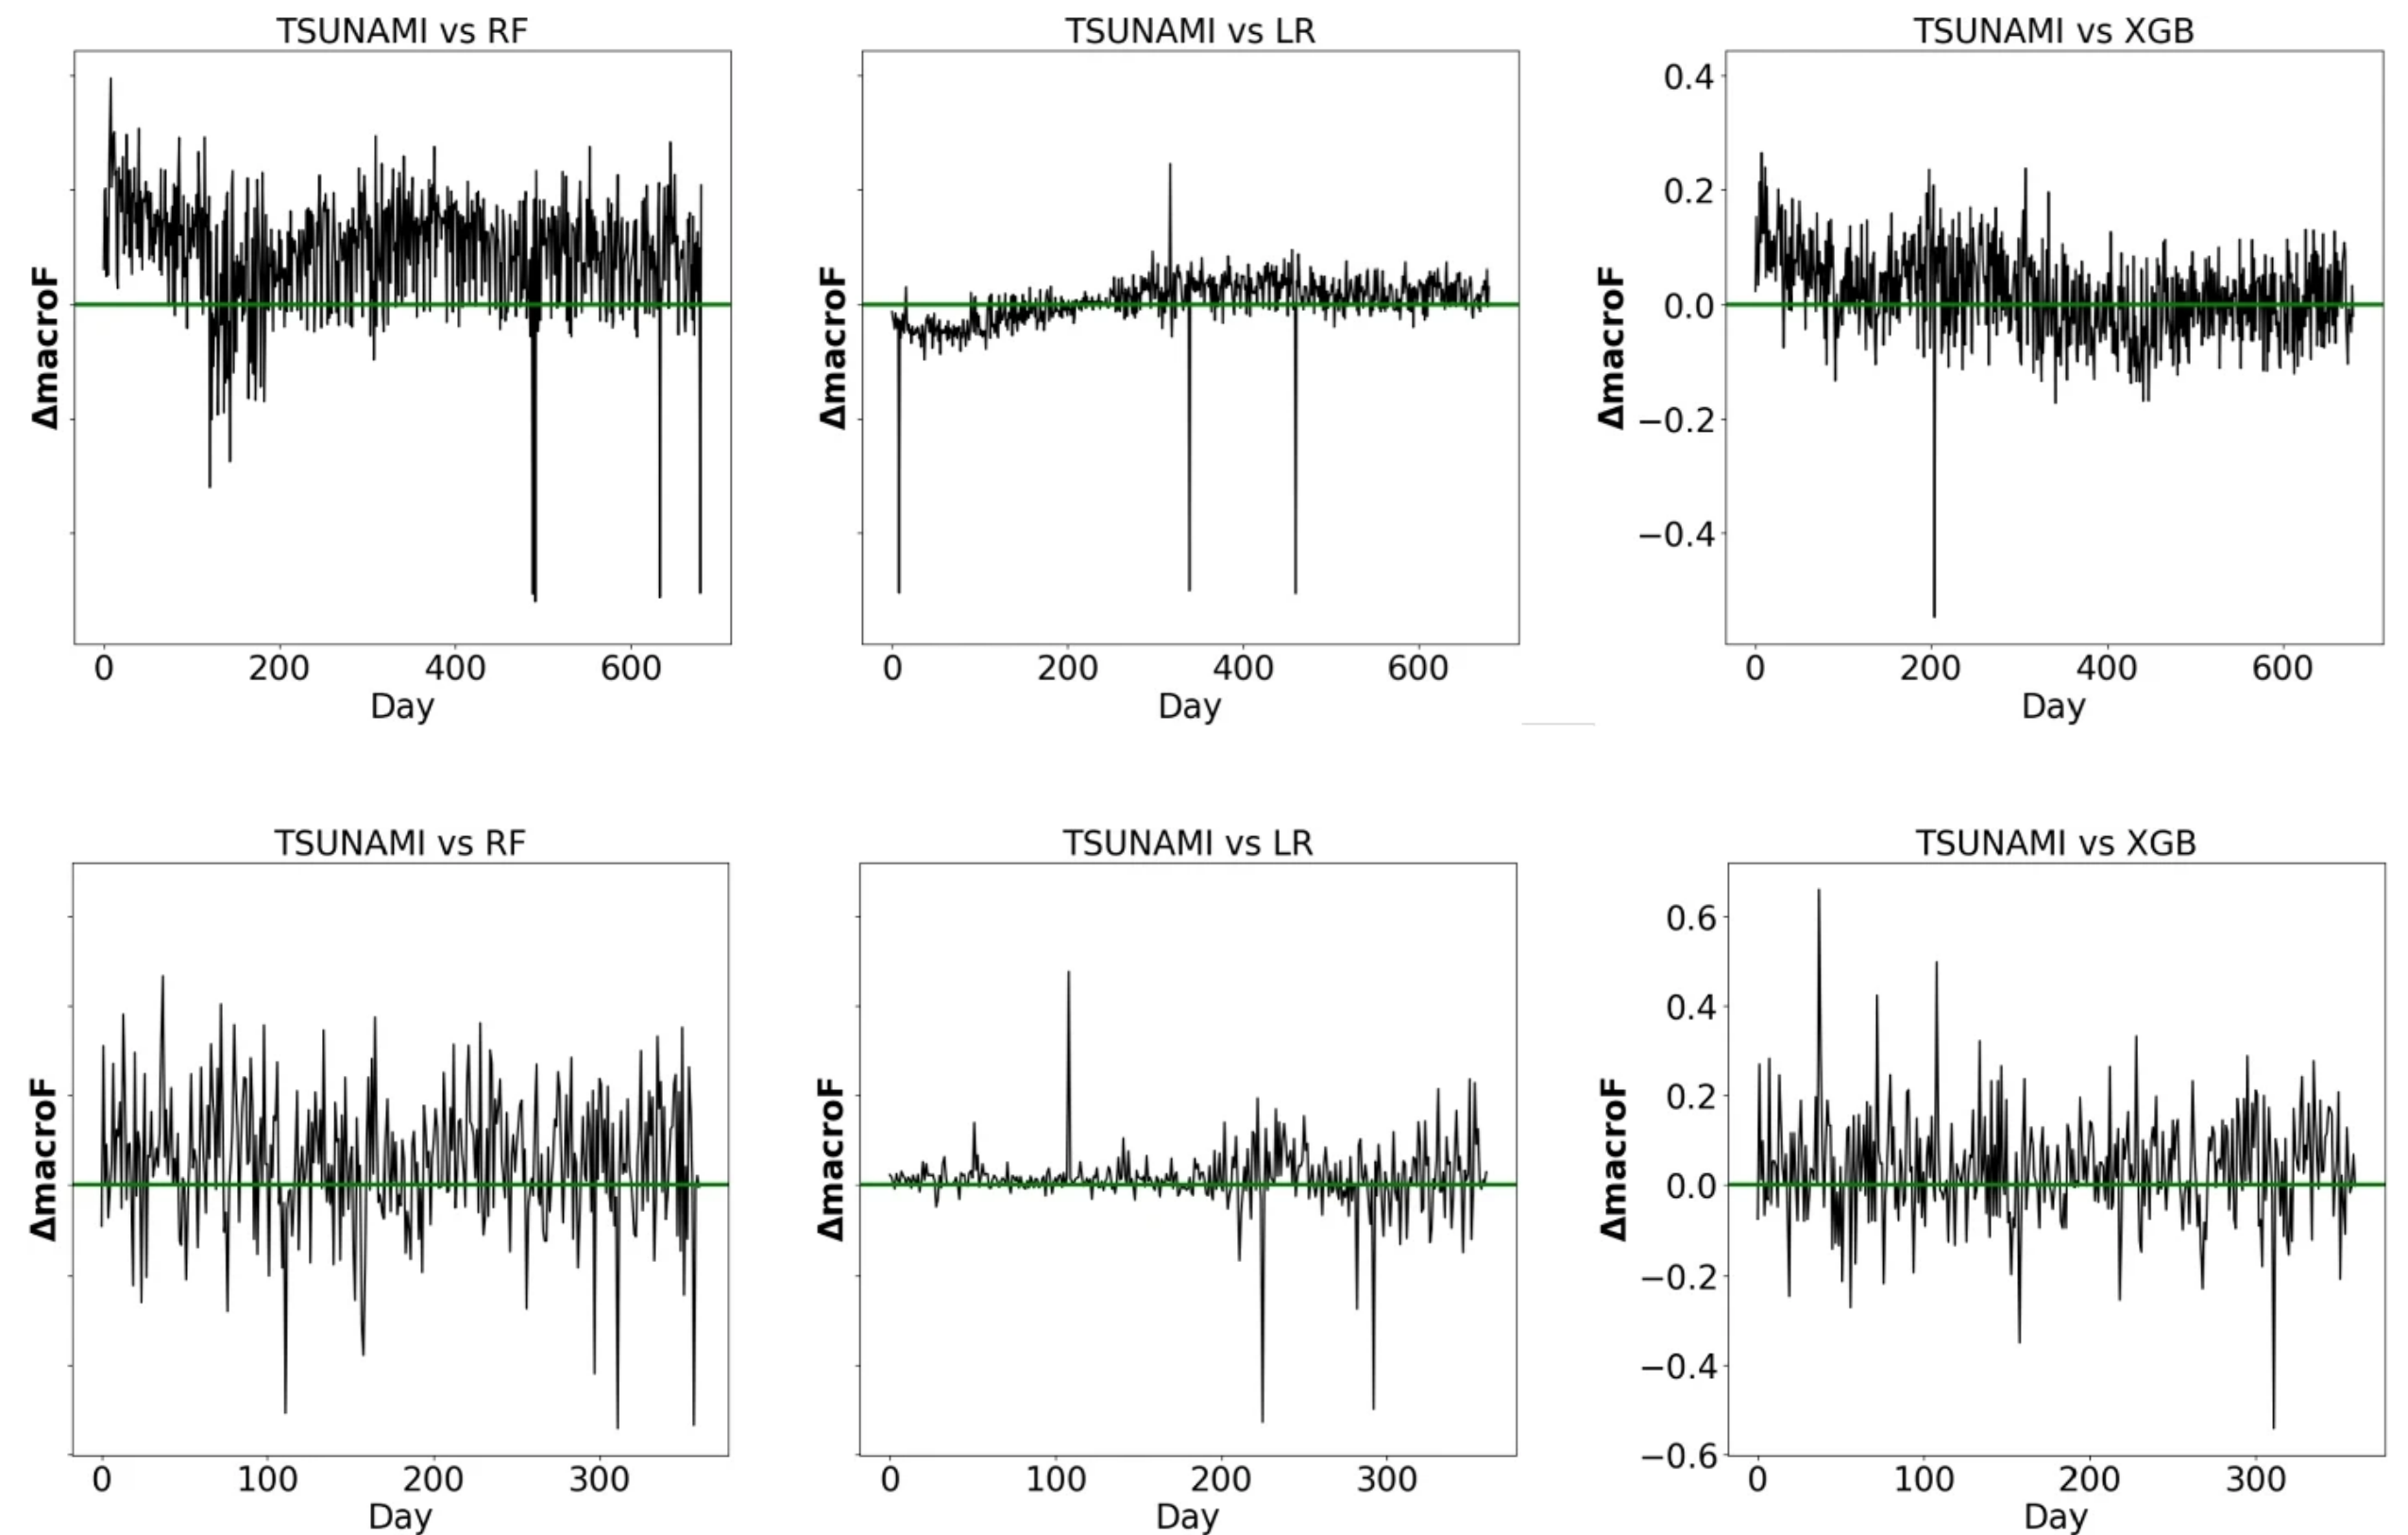 TSUNAMI vs RF
ΔmacroF
0 200 400 600
Day
TSUNAMI vs LR
ΔmacroF
0 200 400 600
Day
TSUNAMI vs XGB
ΔmacroF
0.4
0.2
0.0
−0.2
−0.4
0 200 400 600
Day
TSUNAMI vs RF
ΔmacroF
0 100 200 300
Day
TSUNAMI vs LR
ΔmacroF
0 100 200 300
Day
TSUNAMI vs XGB
ΔmacroF
0.6
0.4
0.2
0.0
−0.2
−0.4
−0.6
0 100 200 300
Day